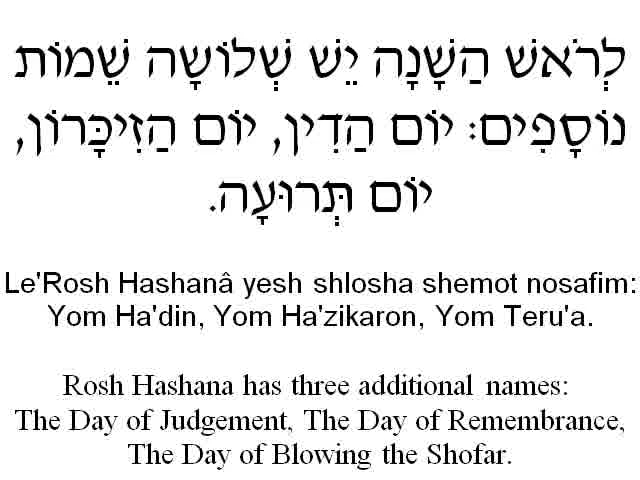 לְרֹאשׁ הַשָּׁנָה יֵשׁ שְׁלוֹשָׁה שֵׁמוֹת
נוֹסָפִים: יוֹם הַדִין, יוֹם הַזִיכָּרוֹן,
יוֹם תְּרוּעָה.
Le'Rosh Hashanâ yesh shlosha shemot nosafim:
Yom Ha'din, Yom Ha'zikaron, Yom Teru'a.
Rosh Hashana has three additional names:
The Day of Judgement, The Day of Remembrance,
The Day of Blowing the Shofar.